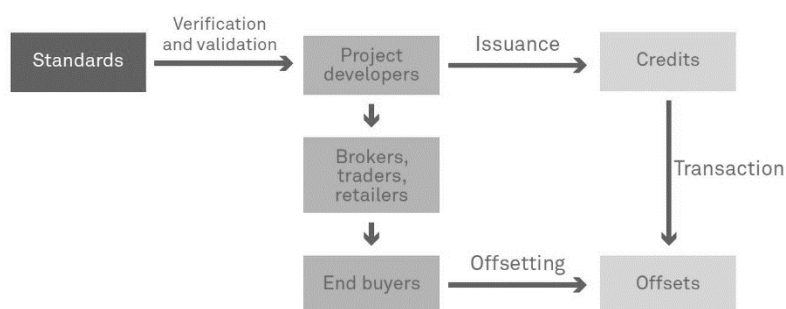 Verification
and validation
Standards
Project
developers
Issuance
Credits
Brokers,
traders,
retailers
Transaction
End buyers
Offsetting
Offsets